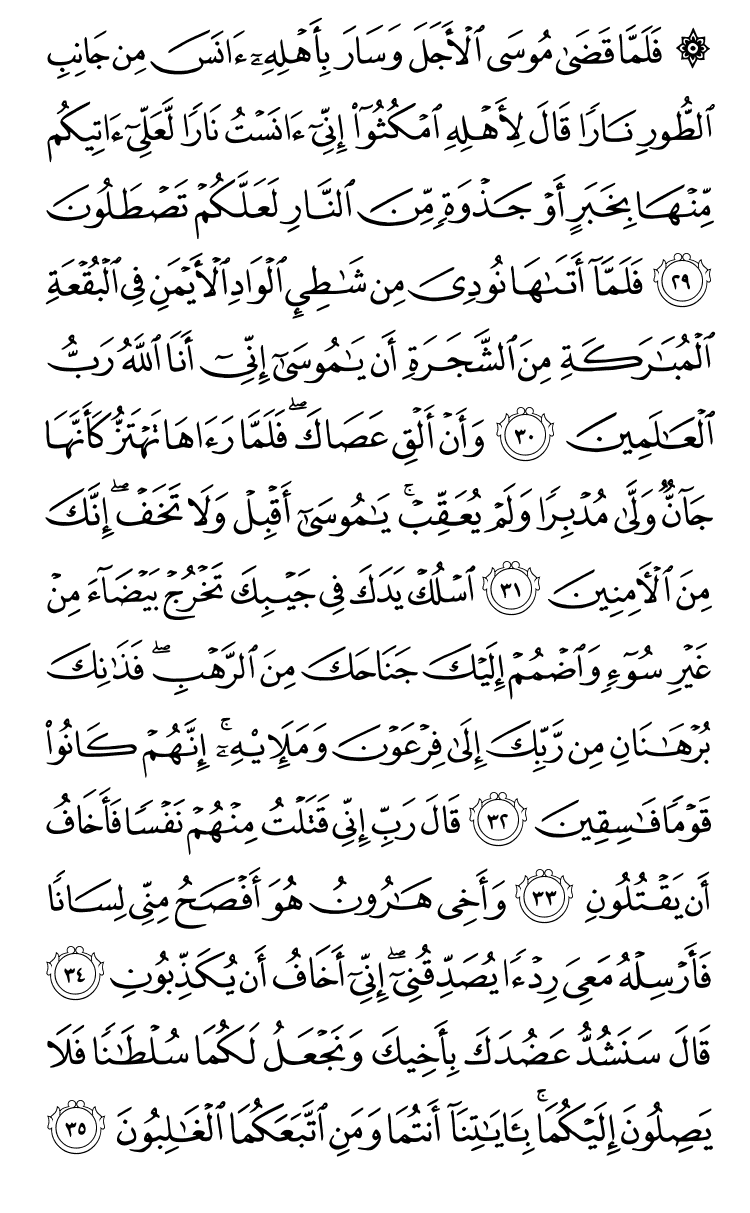 ۞ فَلَمَّا قَضَىٰ مُوسَى ٱلۡأَجَلَ وَسَارَ بِأَهۡلِهِۦٓ ءَانَسَ مِن جَانِبِ
ٱلطُّورِ نَارٗا قَالَ لِأَهۡلِهِ ٱمۡكُثُوٓاْ إِنِّيٓ ءَانَسۡتُ نَارٗا لَّعَلِّيٓ ءَاتِيكُم
مِّنۡهَا بِخَبَرٍ أَوۡ جَذۡوَةٖ مِّنَ ٱلنَّارِ لَعَلَّكُمۡ تَصۡطَلُونَ
٢٩ فَلَمَّآ أَتَىٰهَا نُودِيَ مِن شَٰطِيِٕ ٱلۡوَادِ ٱلۡأَيۡمَنِ فِي ٱلۡبُقۡعَةِ
ٱلۡمُبَٰرَكَةِ مِنَ ٱلشَّجَرَةِ أَن يَٰمُوسَىٰٓ إِنِّيٓ أَنَا ٱللَّهُ رَبُّ
ٱلۡعَٰلَمِينَ ٣٠ وَأَنۡ أَلۡقِ عَصَاكَۖ فَلَمَّا رَءَاهَا تَهۡتَزُّ كَأَنَّهَا
جَآنّٞ وَلَّىٰ مُدۡبِرٗا وَلَمۡ يُعَقِّبۡۚ يَٰمُوسَىٰٓ أَقۡبِلۡ وَلَا تَخَفۡۖ إِنَّكَ
مِنَ ٱلۡأٓمِنِينَ ٣١ ٱسۡلُكۡ يَدَكَ فِي جَيۡبِكَ تَخۡرُجۡ بَيۡضَآءَ مِنۡ
غَيۡرِ سُوٓءٖ وَٱضۡمُمۡ إِلَيۡكَ جَنَاحَكَ مِنَ ٱلرَّهۡبِۖ فَذَٰنِكَ
بُرۡهَٰنَانِ مِن رَّبِّكَ إِلَىٰ فِرۡعَوۡنَ وَمَلَإِيْهِۦٓۚ إِنَّهُمۡ كَانُواْ
قَوۡمٗا فَٰسِقِينَ ٣٢ قَالَ رَبِّ إِنِّي قَتَلۡتُ مِنۡهُمۡ نَفۡسٗا فَأَخَافُ
أَن يَقۡتُلُونِ ٣٣ وَأَخِي هَٰرُونُ هُوَ أَفۡصَحُ مِنِّي لِسَانٗا
فَأَرۡسِلۡهُ مَعِيَ رِدۡءٗا يُصَدِّقُنِيٓۖ إِنِّيٓ أَخَافُ أَن يُكَذِّبُونِ ٣٤
قَالَ سَنَشُدُّ عَضُدَكَ بِأَخِيكَ وَنَجۡعَلُ لَكُمَا سُلۡطَٰنٗا فَلَا
يَصِلُونَ إِلَيۡكُمَا ۚ بِـَٔايَٰتِنَآ أَنتُمَا وَمَنِ ٱتَّبَعَكُمَا ٱلۡغَٰلِبُونَ ٣٥